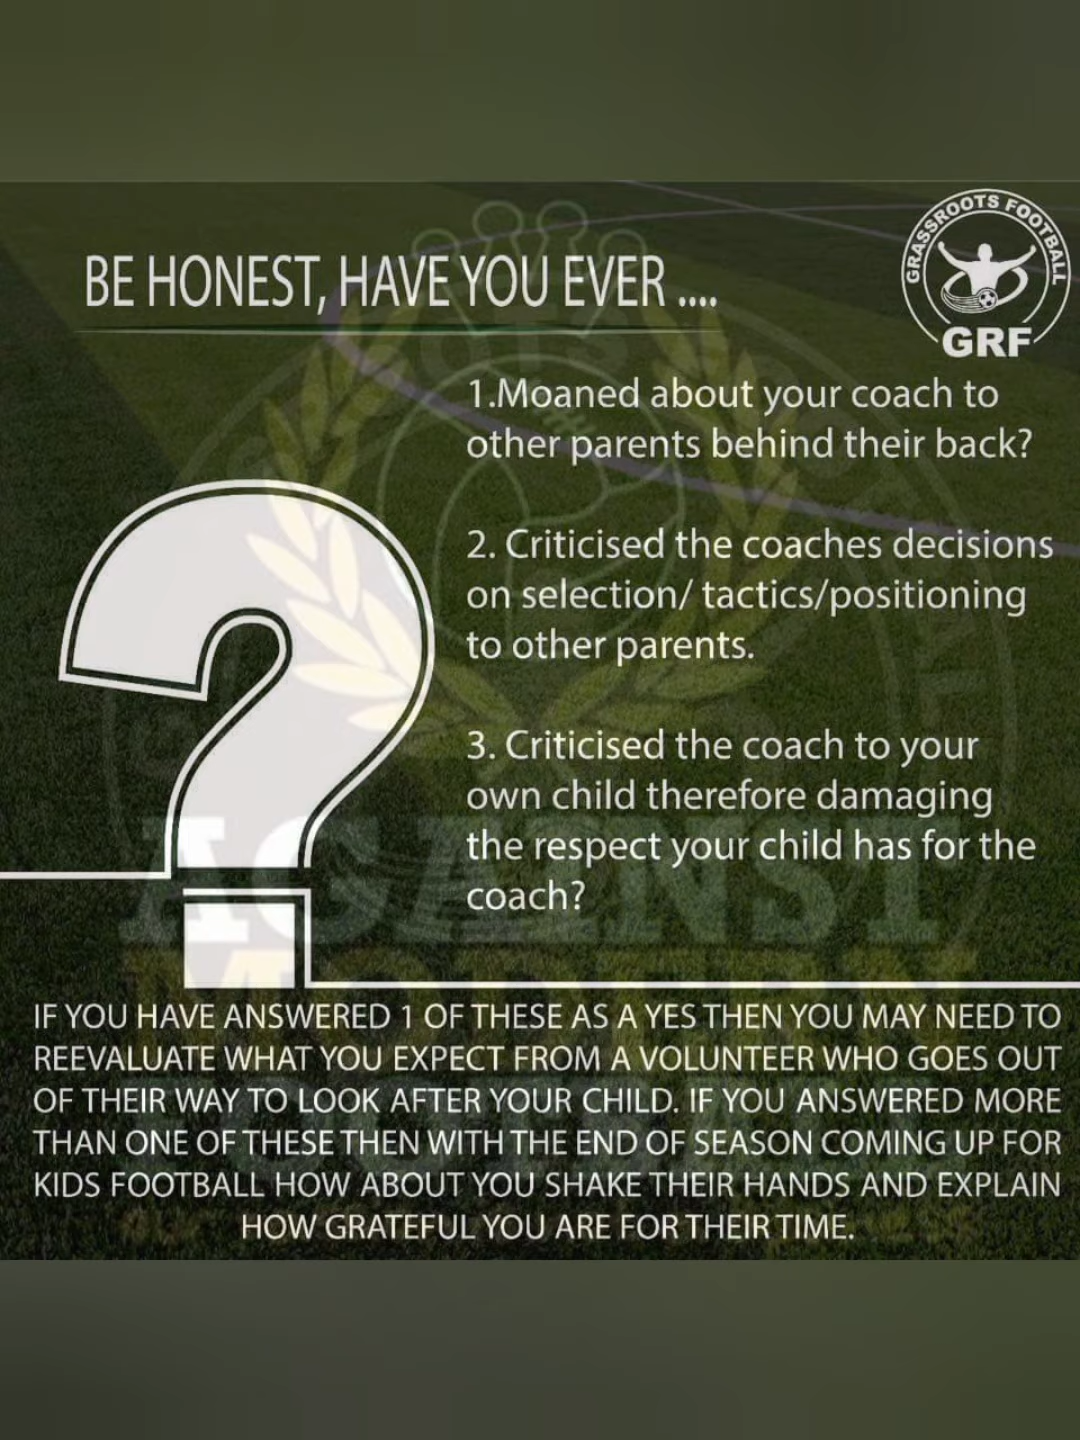 GRASSROOTS FOOTBALL
GRF
BE HONEST, HAVE YOU EVER ....
1.Moaned about your coach to
other parents behind their back?
2. Criticised the coaches decisions
on selection/ tactics/positioning
to other parents.
3. Criticised the coach to your
own child therefore damaging
the respect your child has for the
coach?
AGAINST
MODERN
FOOTBALL
IF YOU HAVE ANSWERED 1 OF THESE AS A YES THEN YOU MAY NEED TO
REEVALUATE WHAT YOU EXPECT FROM A VOLUNTEER WHO GOES OUT
OF THEIR WAY TO LOOK AFTER YOUR CHILD. IF YOU ANSWERED MORE
THAN ONE OF THESE THEN WITH THE END OF SEASON COMING UP FOR
KIDS FOOTBALL HOW ABOUT YOU SHAKE THEIR HANDS AND EXPLAIN
HOW GRATEFUL YOU ARE FOR THEIR TIME.